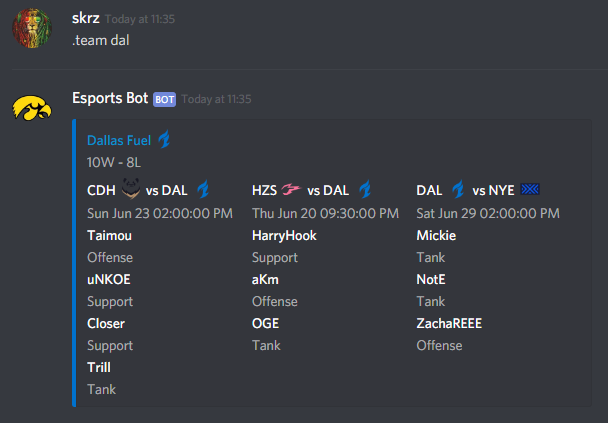 skrz Today at 11:35
.team dal
Esports Bot BOT Today at 11:35
Dallas Fuel
10W - 8L
CDH vs DAL HZS vs DAL DAL vs NYE
Sun Jun 23 02:00:00 PM Thu Jun 20 09:30:00 PM Sat Jun 29 02:00:00 PM
Taimou HarryHook Mickie
Offense Support Tank
uNKOE aKm NotE
Support Offense Tank
Closer OGE ZachaREEE
Support Tank Offense
Trill
Tank